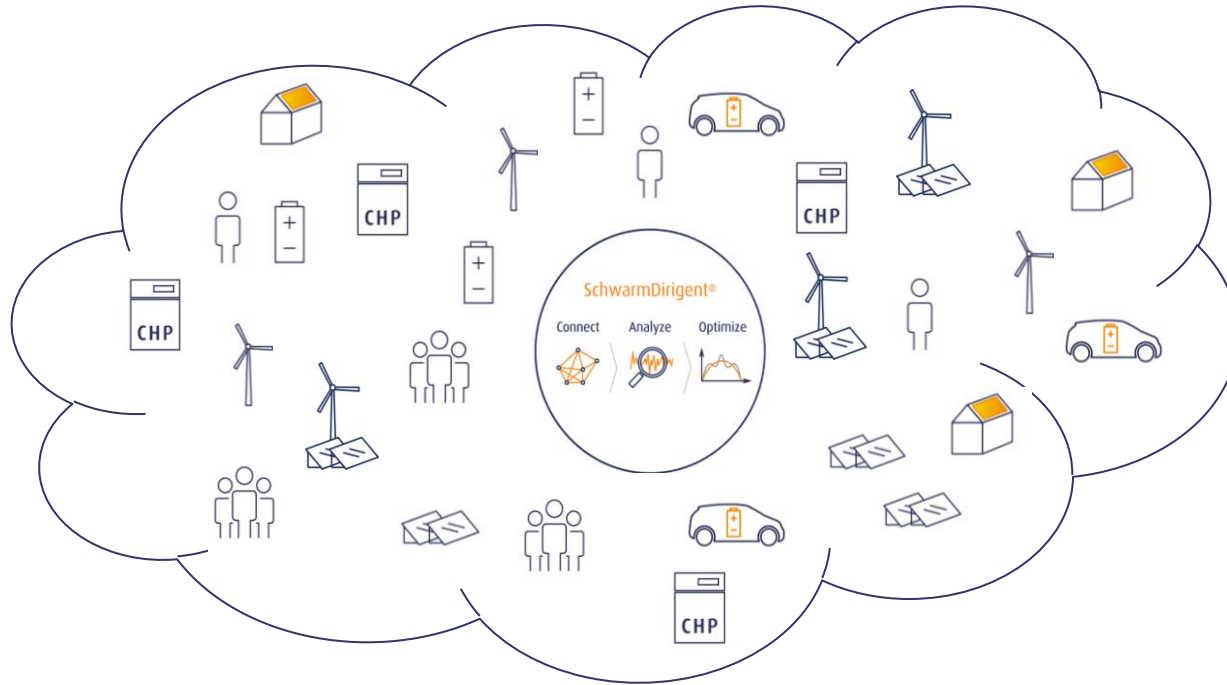 CHP
CHP
CHP
SchwarmDirigent®
Connect
Analyze
Optimize
CHP